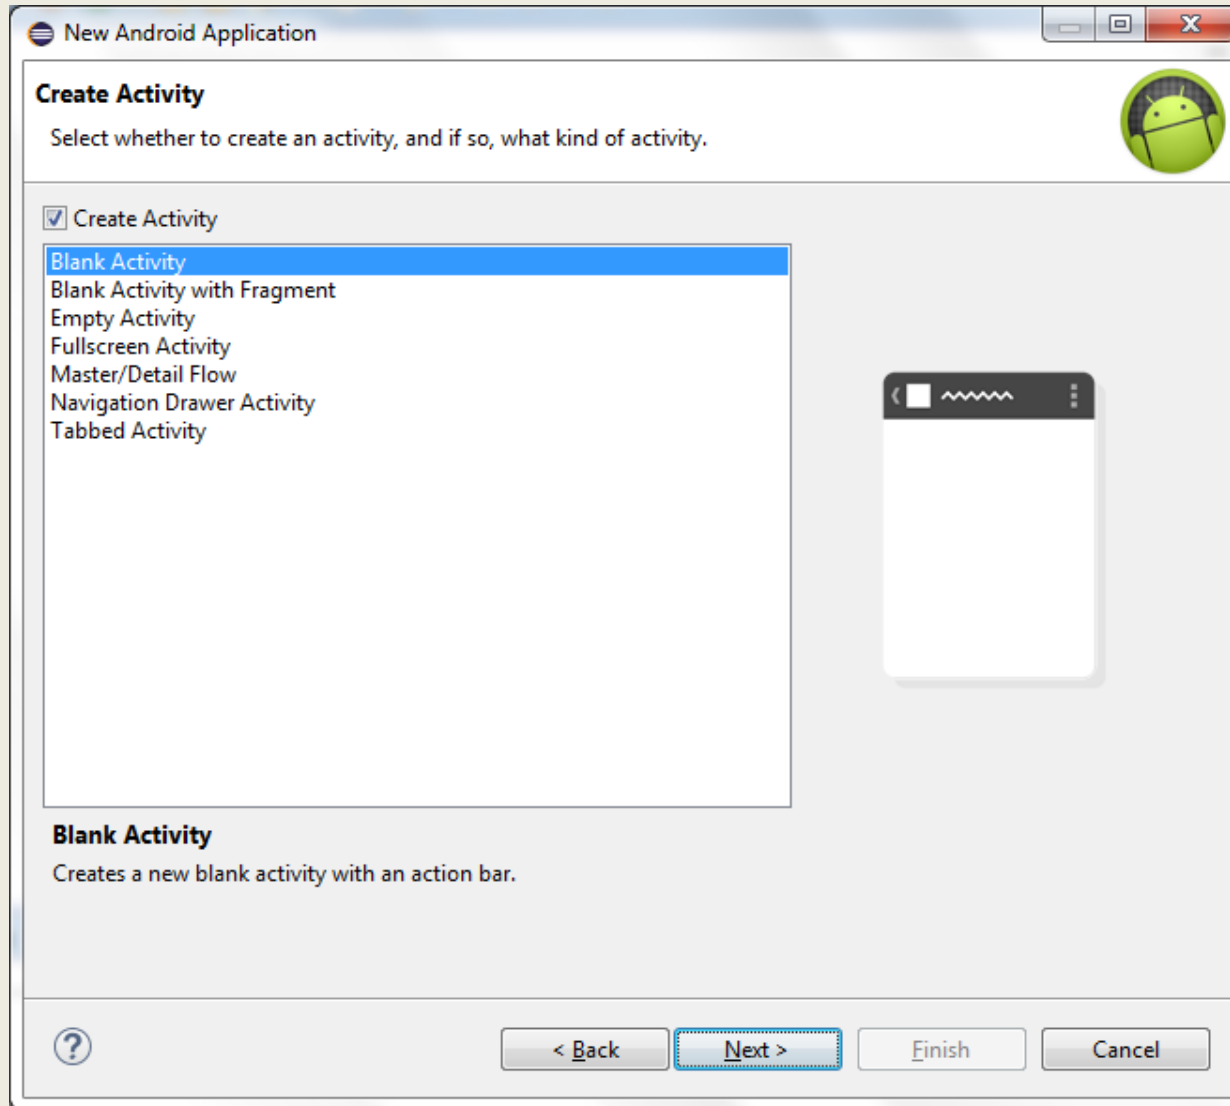 New Android Application
Create Activity
Select whether to create an activity, and if so, what kind of activity.
Create Activity
Blank Activity
Blank Activity with Fragment
Empty Activity
Fullscreen Activity
Master/Detail Flow
Navigation Drawer Activity
Tabbed Activity
Blank Activity
Creates a new blank activity with an action bar.
? < Back Next > Finish Cancel